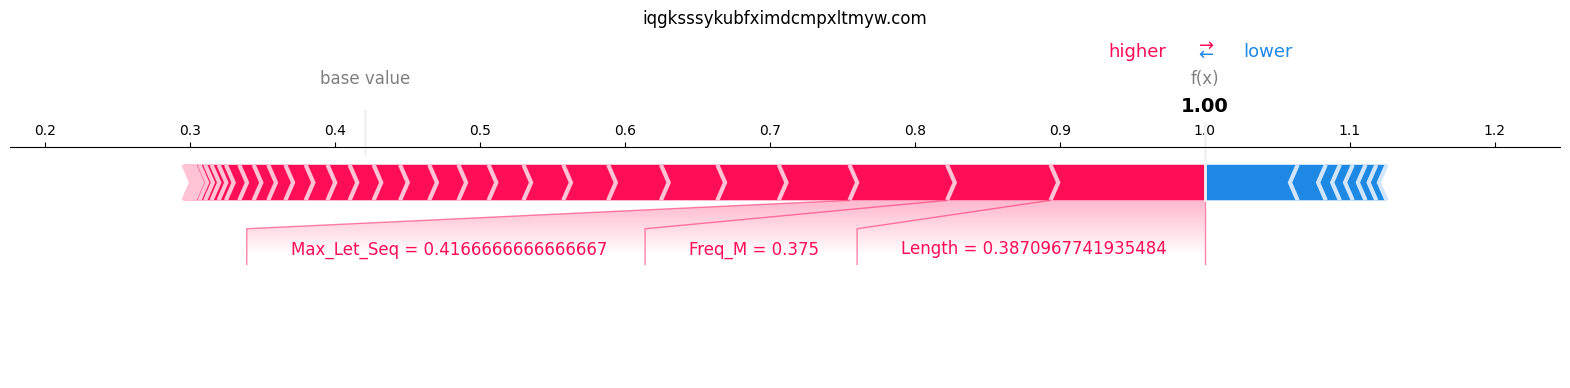 iqgksssykubfximdcmpxltmyw.com
higher → ← lower
base value f(x)
1.00
0.2 0.3 0.4 0.5 0.6 0.7 0.8 0.9 1.0 1.1 1.2
Max_Let_Seq = 0.4166666666666667 Freq_M = 0.375 Length = 0.3870967741935484